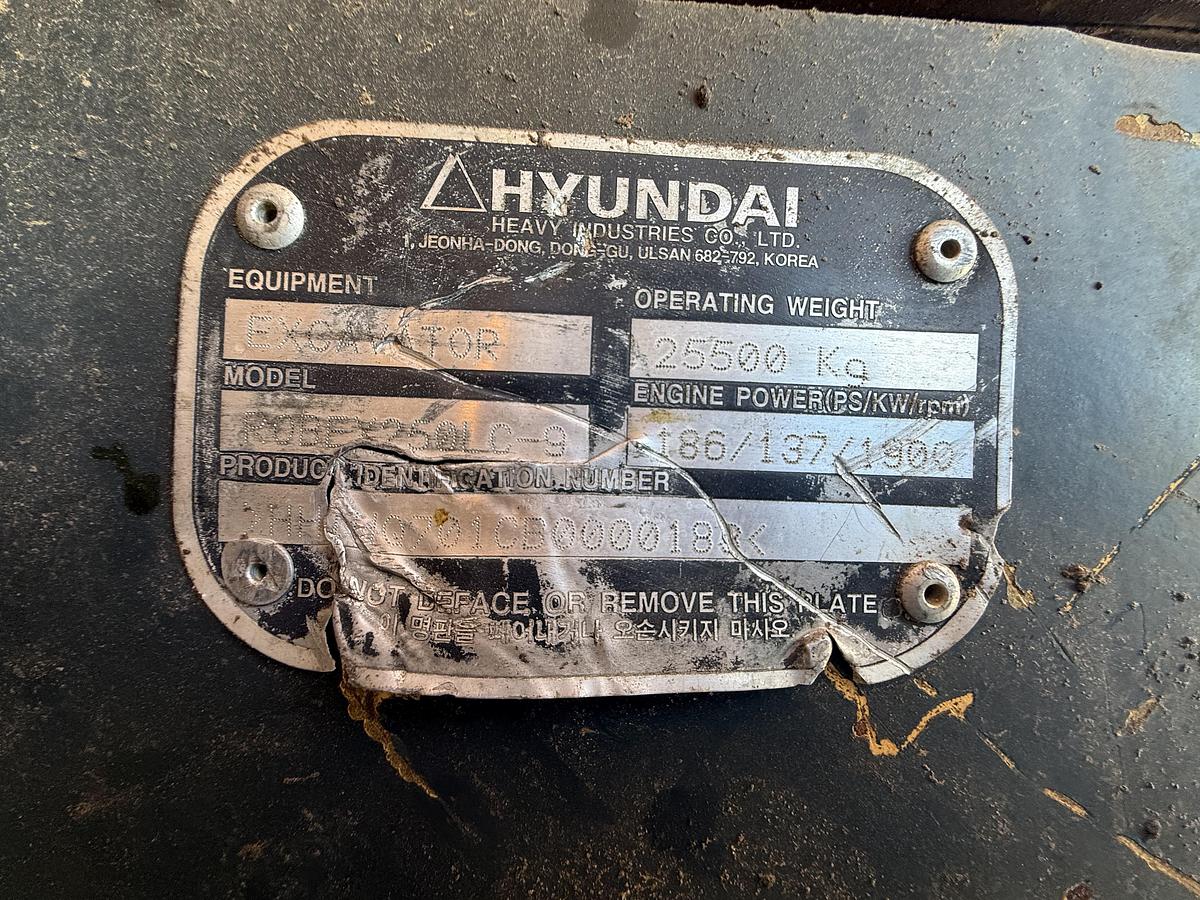 HYUNDAI
HEAVY INDUSTRIES CO., LTD.
1, JEONHA-DONG, DONG-GU, ULSAN 682-792, KOREA
EQUIPMENT
EXCAVATOR
OPERATING WEIGHT
25500 Kg
MODEL
ENGINE POWER(PS/KW/rpm)
186/137/1900
PRODUCT IDENTIFICATION NUMBER
DO NOT DEFACE OR REMOVE THIS PLATE
이 명판을 떼어내거나 오손시키지 마시오